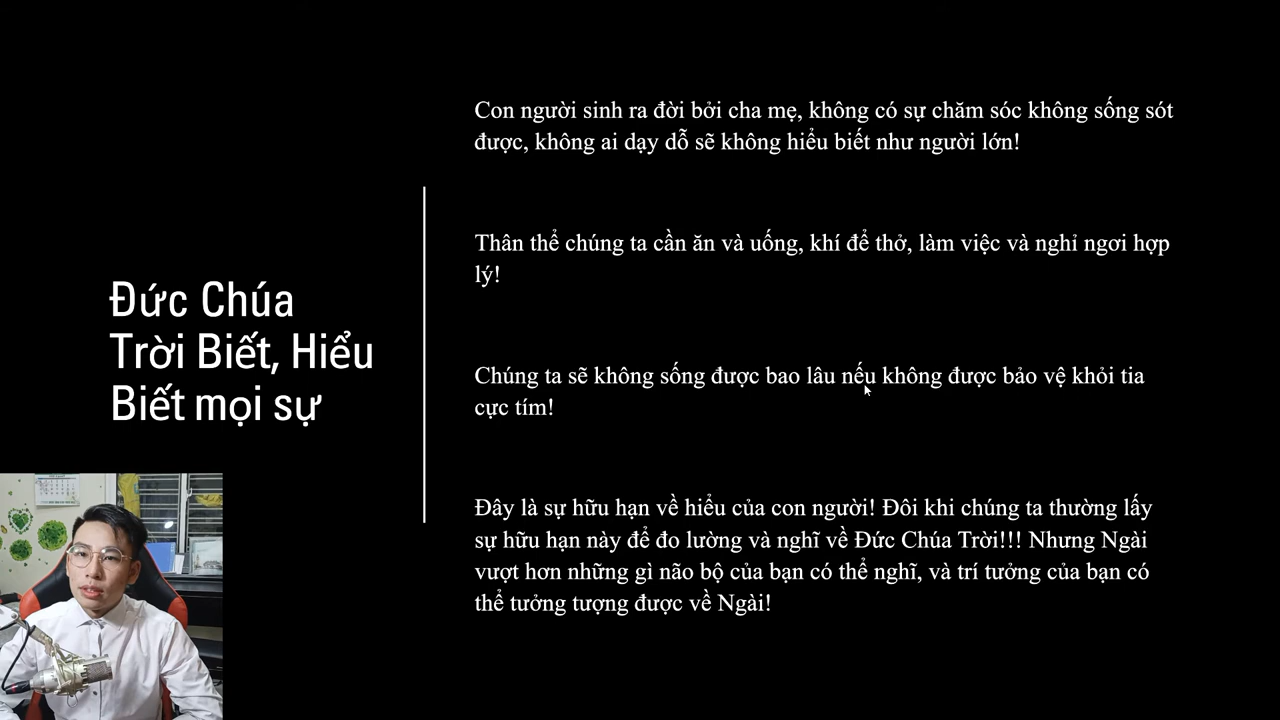 Đức Chúa
Trời Biết, Hiểu
Biết mọi sự
Con người sinh ra đời bởi cha mẹ, không có sự chăm sóc không sống sót
được, không ai dạy dỗ sẽ không hiểu biết như người lớn!
Thân thể chúng ta cần ăn và uống, khí để thở, làm việc và nghỉ ngơi hợp
lý!
Chúng ta sẽ không sống được bao lâu nếu không được bảo vệ khỏi tia
cực tím!
Đây là sự hữu hạn về hiểu của con người! Đôi khi chúng ta thường lấy
sự hữu hạn này để đo lường và nghĩ về Đức Chúa Trời!!! Nhưng Ngài
vượt hơn những gì não bộ của bạn có thể nghĩ, và trí tưởng của bạn có
thể tưởng tượng được về Ngài!